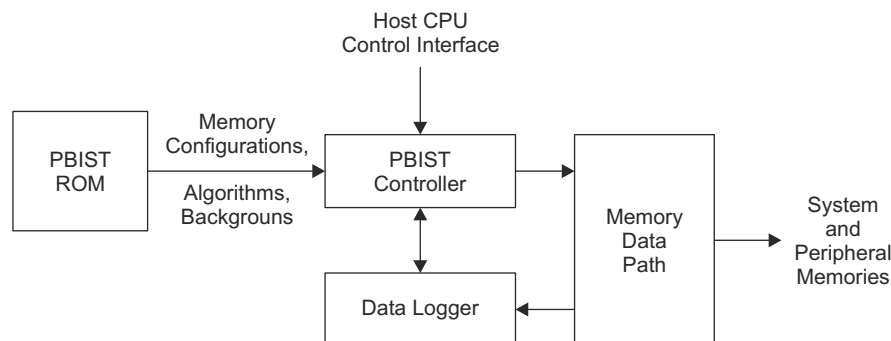 Host CPU
Control Interface
PBIST
ROM
Memory
Configurations,
Algorithms,
Backgrouns
PBIST
Controller
Memory
Data
Path
System
and
Peripheral
Memories
Data Logger